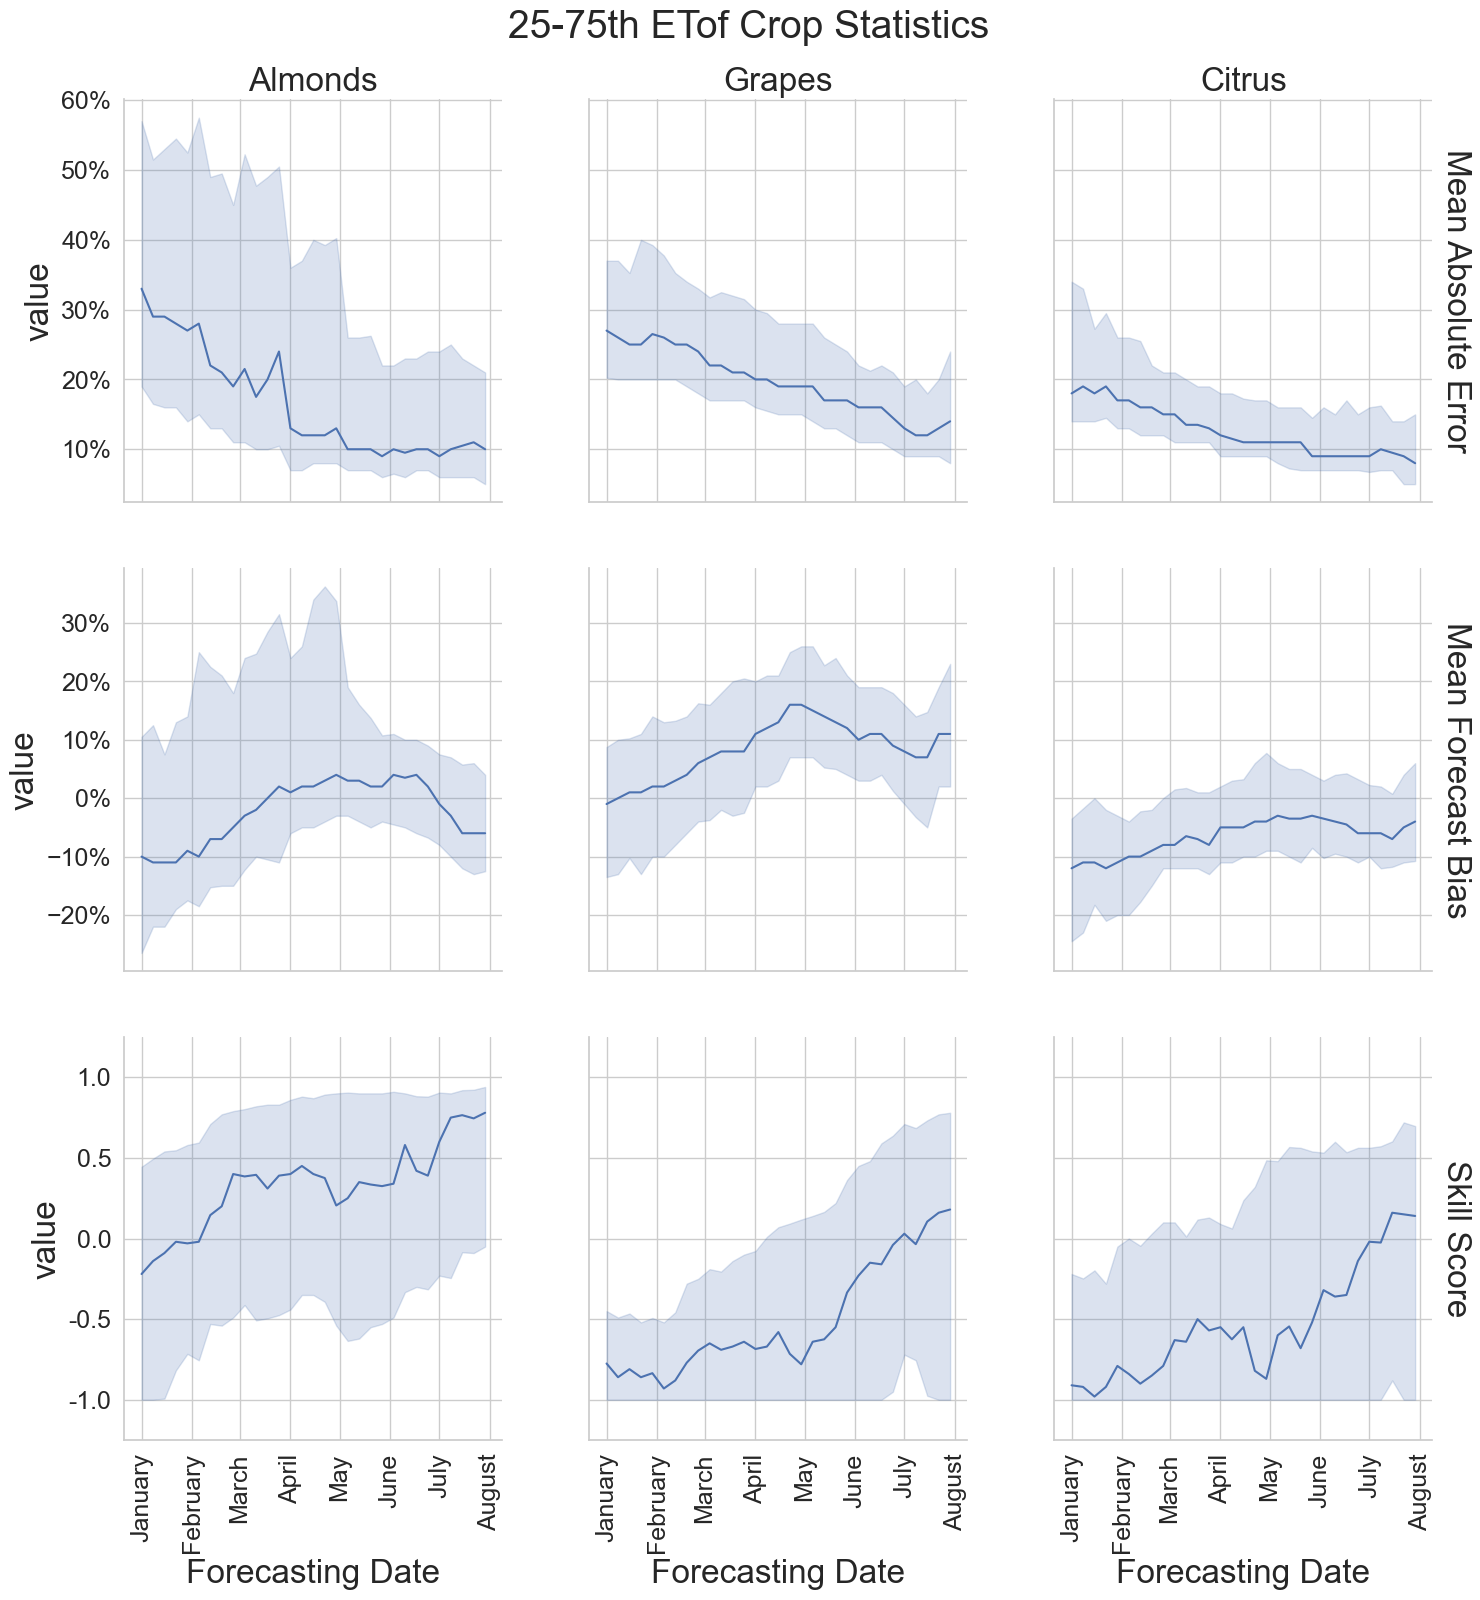 25-75th ETof Crop Statistics
Almonds
Grapes
Citrus
60%
50%
40%
30%
20%
10%
value
Mean Absolute Error
30%
20%
10%
0%
−10%
−20%
value
Mean Forecast Bias
1.0
0.5
0.0
-0.5
-1.0
value
Skill Score
January
February
March
April
May
June
July
August
January
February
March
April
May
June
July
August
January
February
March
April
May
June
July
August
Forecasting Date
Forecasting Date
Forecasting Date